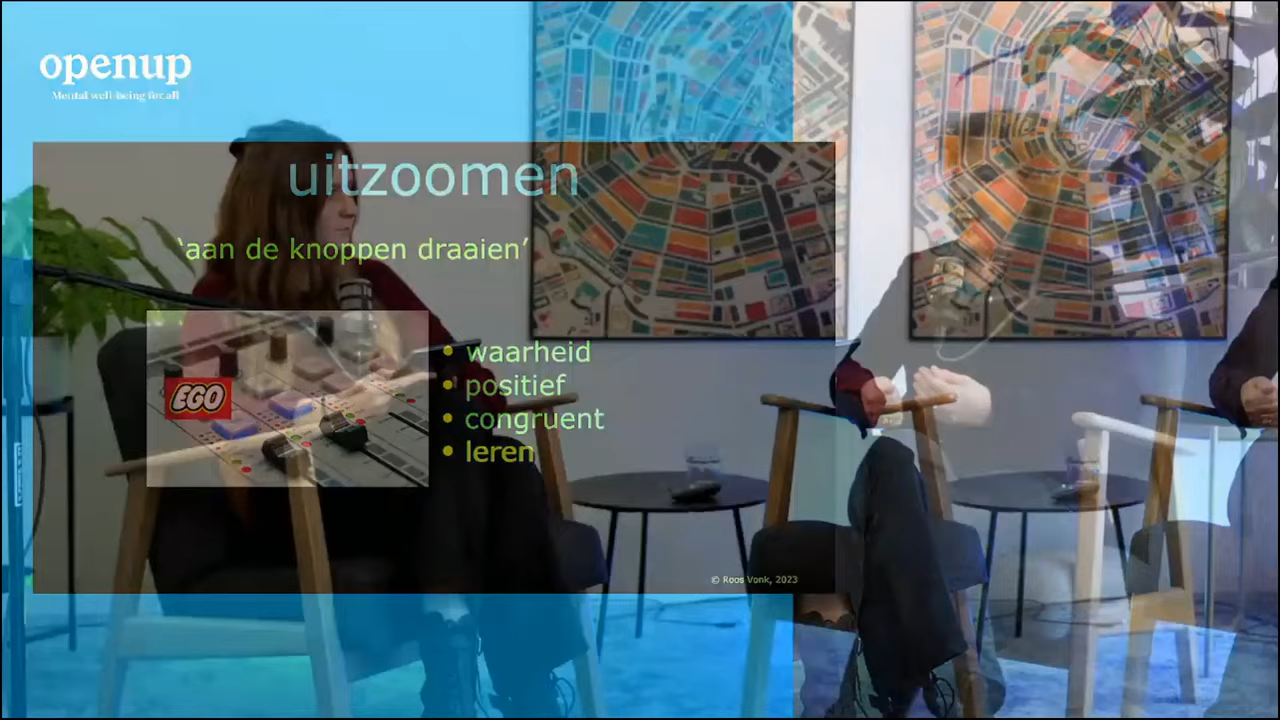 openup
Mental well-being for all
uitzoomen
‘aan de knoppen draaien’
EGO
• waarheid
• positief
• congruent
• leren
© Roos Vonk, 2023